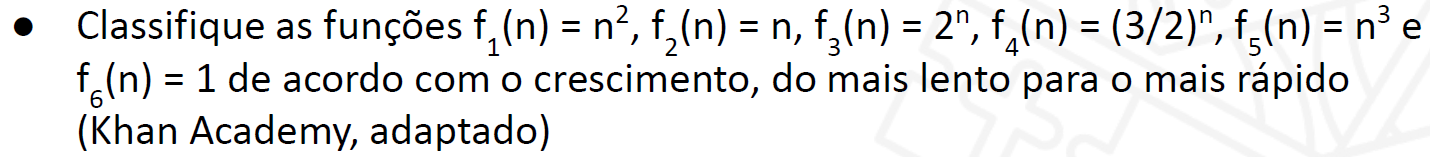 ● Classifique as funções f₁(n) = n², f₂(n) = n, f₃(n) = 2ⁿ, f₄(n) = (3/2)ⁿ, f₅(n) = n³ e
f₆(n) = 1 de acordo com o crescimento, do mais lento para o mais rápido
(Khan Academy, adaptado)